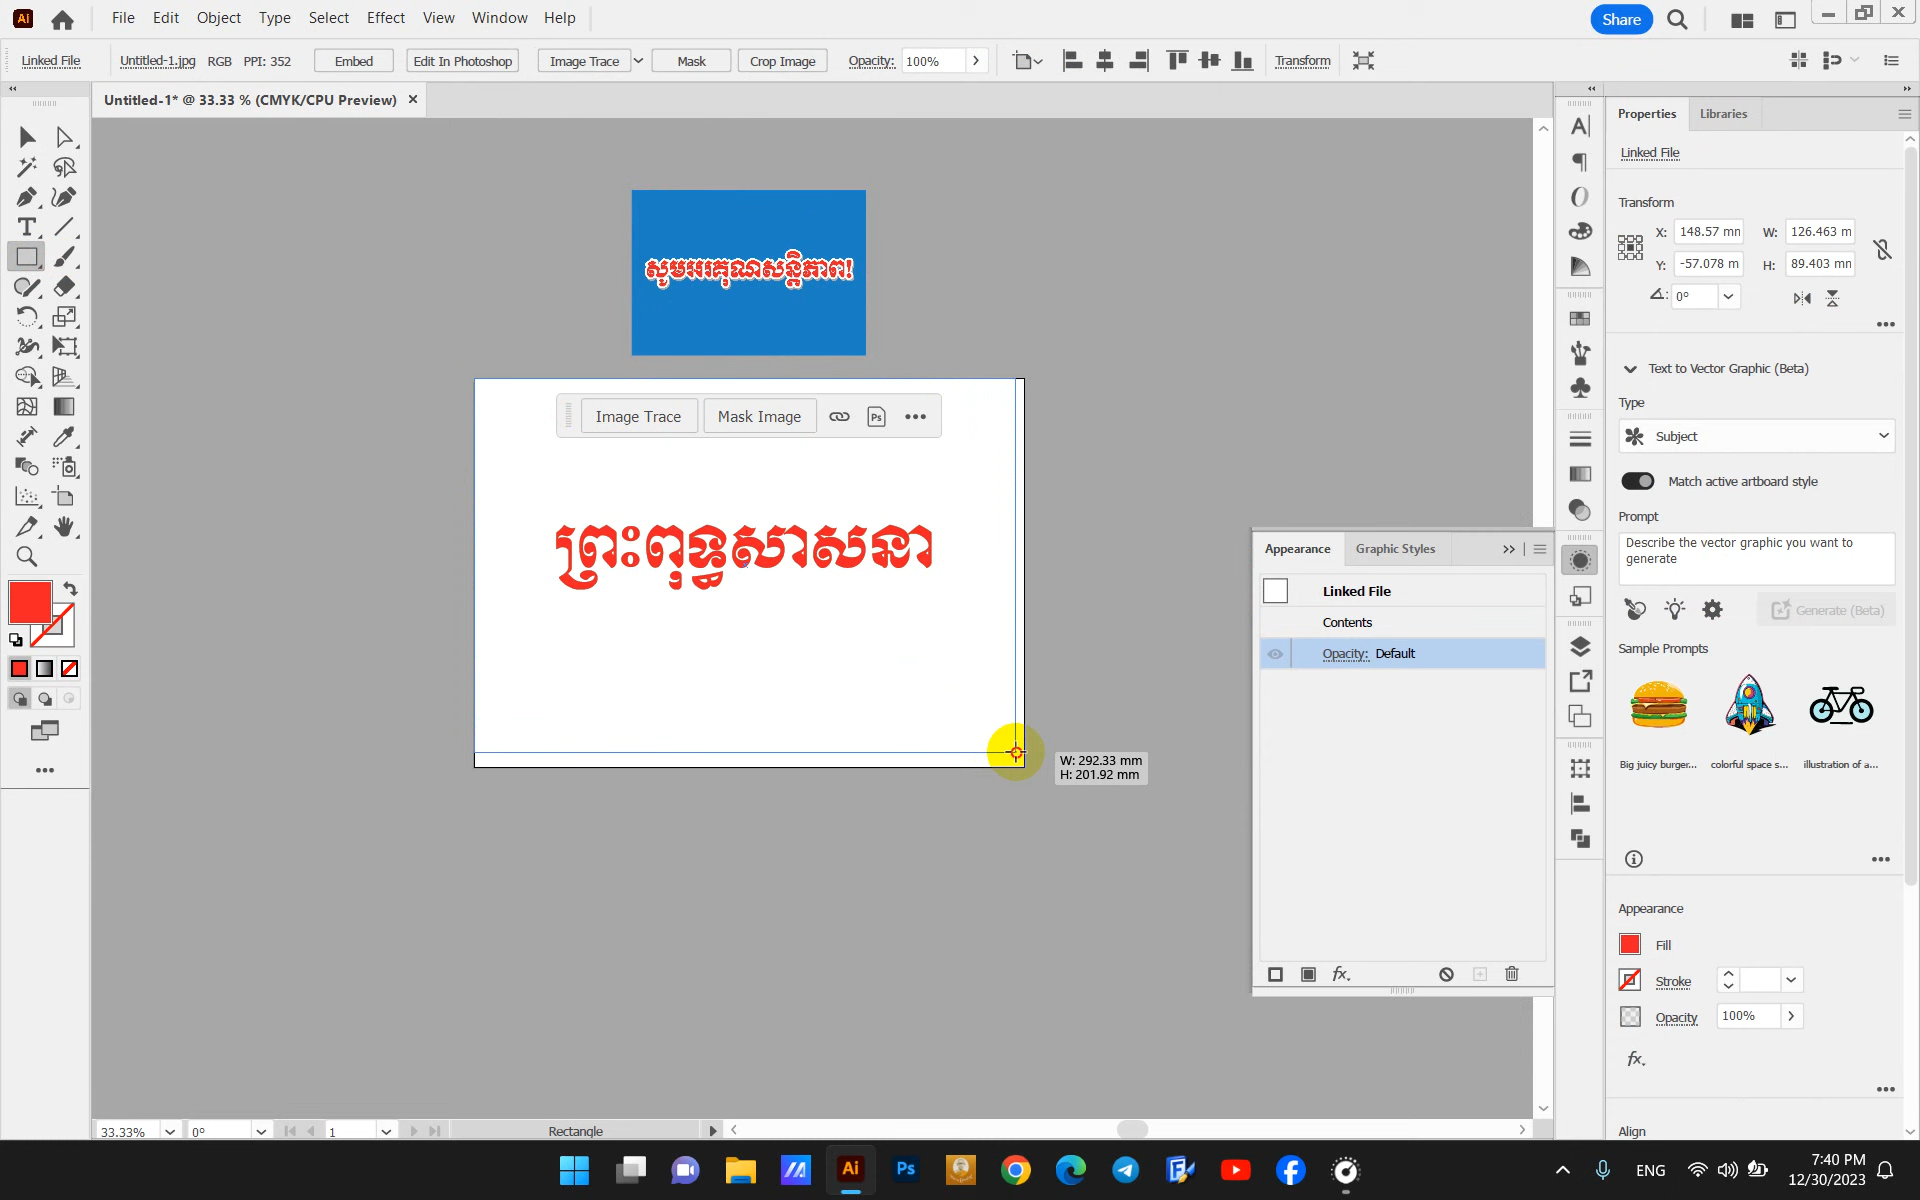 File Edit Object Type Select Effect View Window Help
Share
Linked File Untitled-1.jpg RGB PPI: 352 Embed Edit In Photoshop Image Trace Mask Crop Image Opacity: 100% Transform
Untitled-1* @ 33.33 % (CMYK/CPU Preview)
សូមអរគុណសន្តិភាព!
Image Trace Mask Image Ps
ព្រះពុទ្ធសាសនា
W: 292.33 mm
H: 201.92 mm
Appearance Graphic Styles
Linked File
Contents
Opacity: Default
Properties Libraries
Linked File
Transform
X: 148.57 mm W: 126.463 m
Y: -57.078 m H: 89.403 mm
0°
Text to Vector Graphic (Beta)
Type
Subject
Match active artboard style
Prompt
Describe the vector graphic you want to
generate
Generate (Beta)
Sample Prompts
Big juicy burger... colorful space s... illustration of a...
Appearance
Fill
Stroke
Opacity 100%
fx.
Align
33.33% 0° 1 Rectangle
Ai Ps
ENG 7:40 PM
12/30/2023